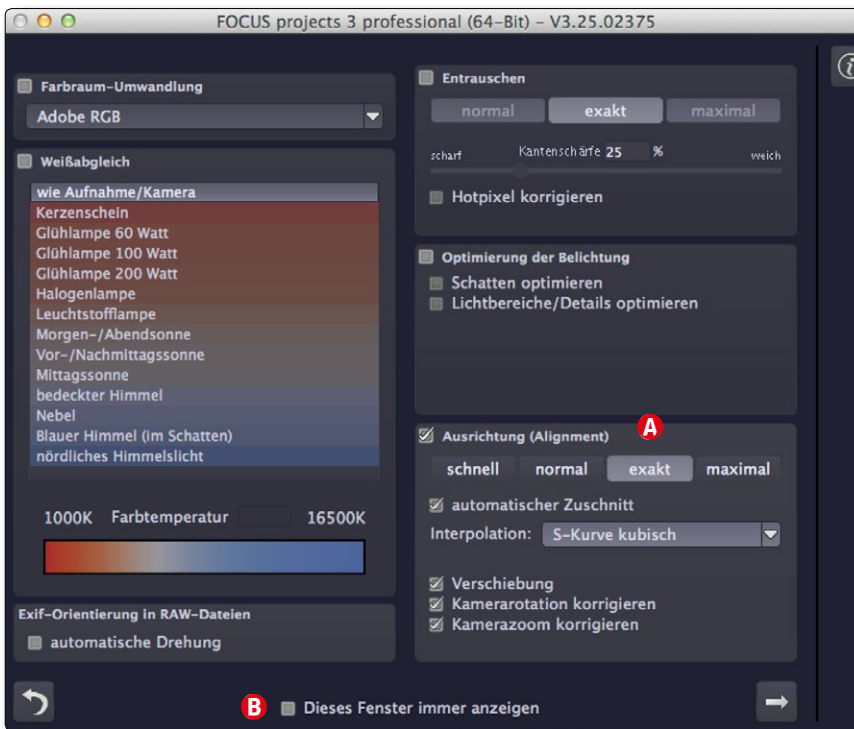 FOCUS projects 3 professional (64-Bit) – V3.25.02375
Farbraum-Umwandlung
Adobe RGB
Weißabgleich
wie Aufnahme/Kamera
Kerzenschein
Glühlampe 60 Watt
Glühlampe 100 Watt
Glühlampe 200 Watt
Halogenlampe
Leuchtstofflampe
Morgen-/Abendsonne
Vor-/Nachmittagssonne
Mittagssonne
bedeckter Himmel
Nebel
Blauer Himmel (im Schatten)
nördliches Himmelslicht
1000K Farbtemperatur 16500K
Exif-Orientierung in RAW-Dateien
automatische Drehung
Entrauschen
normal exakt maximal
scharf Kantenschärfe 25 % weich
Hotpixel korrigieren
Optimierung der Belichtung
Schatten optimieren
Lichtbereiche/Details optimieren
A
Ausrichtung (Alignment)
schnell normal exakt maximal
automatischer Zuschnitt
Interpolation: S-Kurve kubisch
Verschiebung
Kamerarotation korrigieren
Kamerazoom korrigieren
B Dieses Fenster immer anzeigen